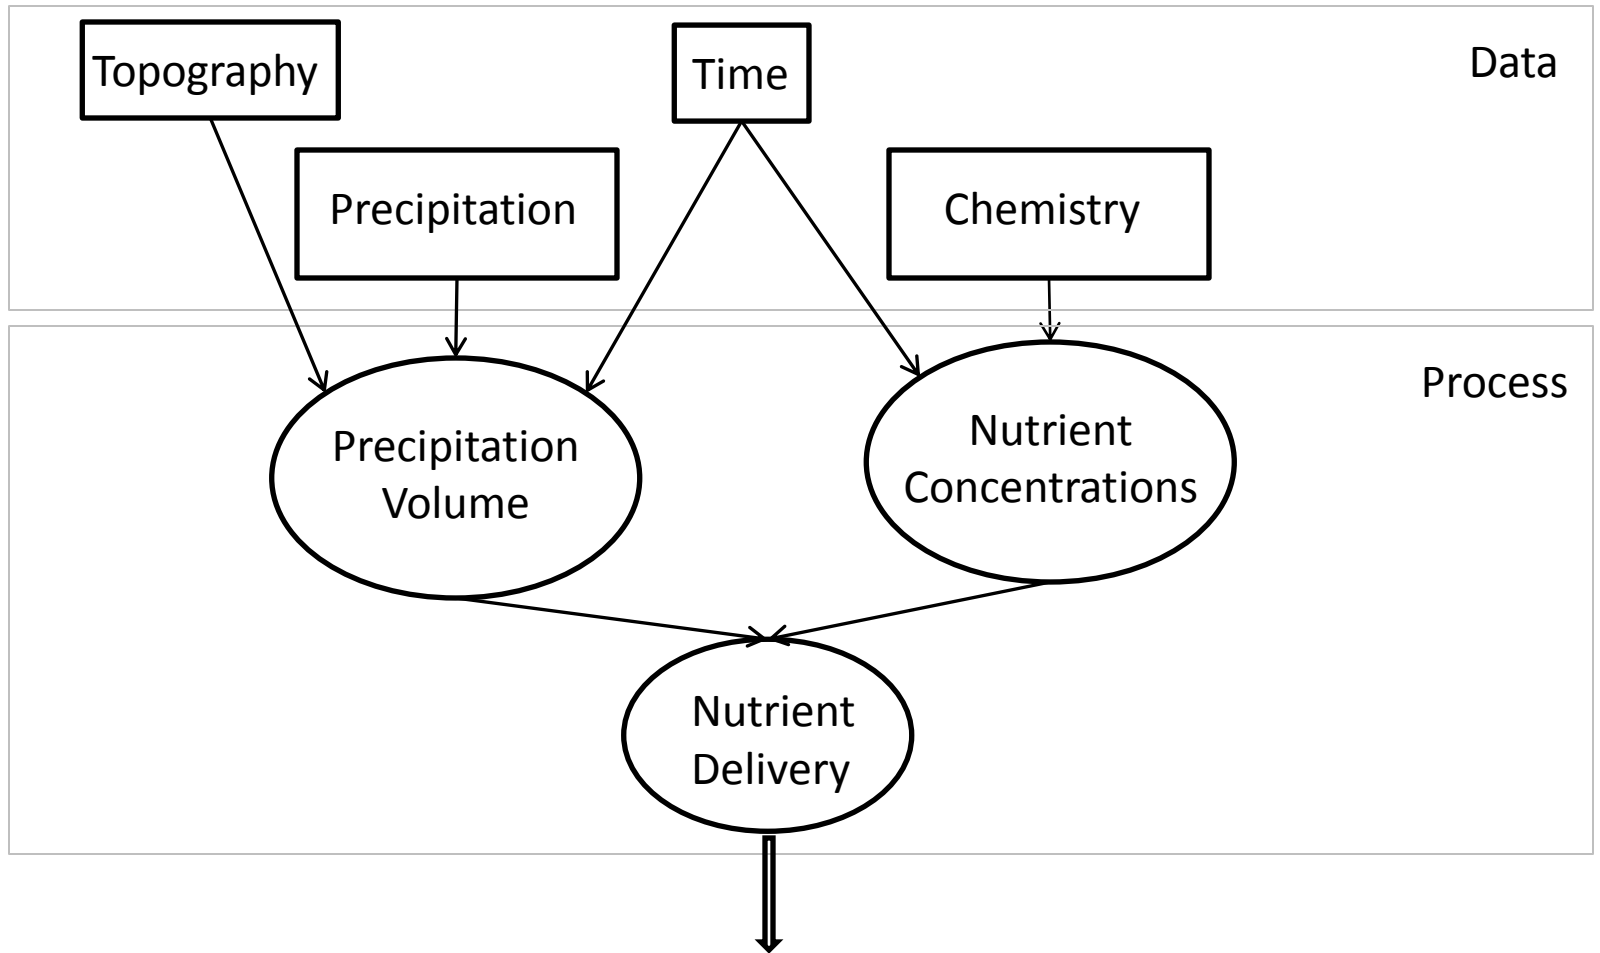 Topography
Time
Data
Precipitation
Chemistry
Process
Precipitation
Volume
Nutrient
Concentrations
Nutrient
Delivery